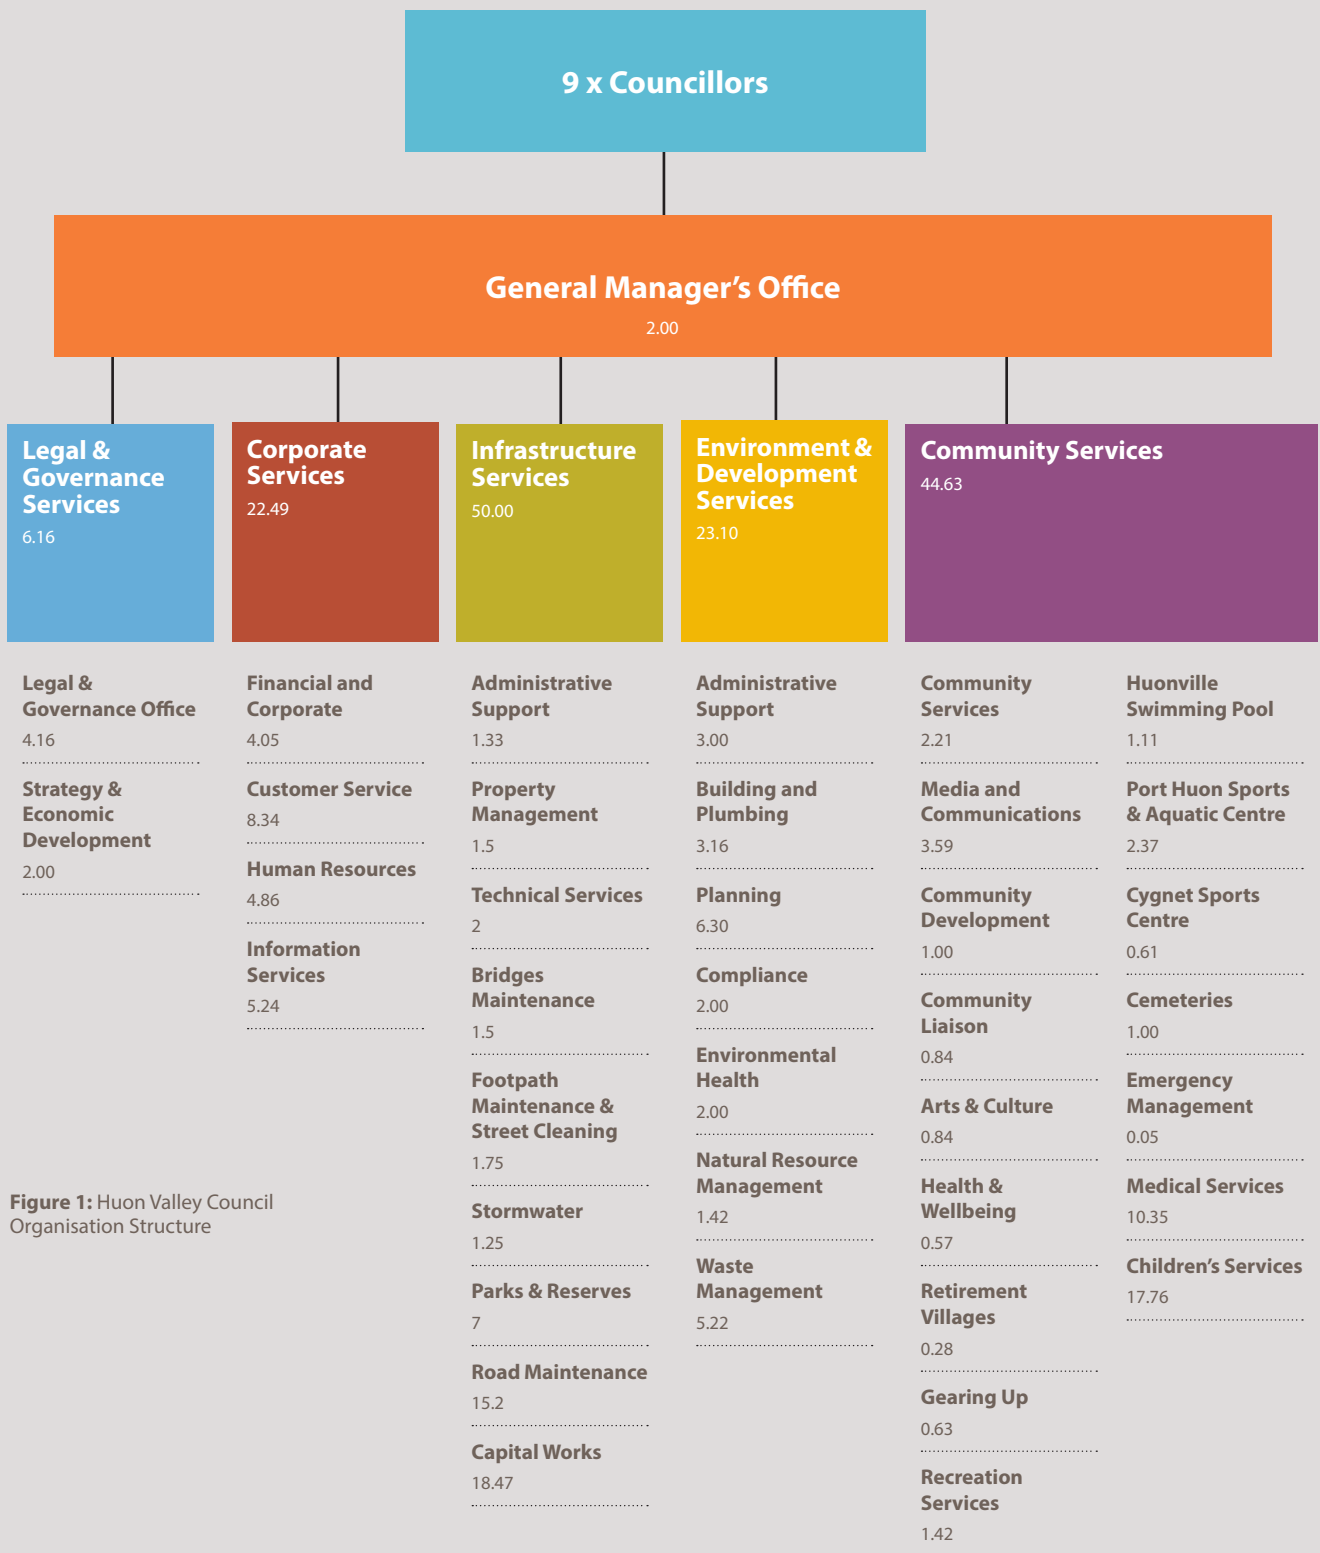 9 x Councillors
General Manager’s Office
2.00
Legal &
Governance
Services
6.16
Corporate
Services
22.49
Infrastructure
Services
50.00
Environment &
Development
Services
23.10
Community Services
44.63
Legal &
Governance Office
4.16
Strategy &
Economic
Development
2.00
Financial and
Corporate
4.05
Customer Service
8.34
Human Resources
4.86
Information
Services
5.24
Administrative
Support
1.33
Property
Management
1.5
Technical Services
2
Bridges
Maintenance
1.5
Footpath
Maintenance &
Street Cleaning
1.75
Stormwater
1.25
Parks & Reserves
7
Road Maintenance
15.2
Capital Works
18.47
Administrative
Support
3.00
Building and
Plumbing
3.16
Planning
6.30
Compliance
2.00
Environmental
Health
2.00
Natural Resource
Management
1.42
Waste
Management
5.22
Community
Services
2.21
Media and
Communications
3.59
Community
Development
1.00
Community
Liaison
0.84
Arts & Culture
0.84
Health &
Wellbeing
0.57
Retirement
Villages
0.28
Gearing Up
0.63
Recreation
Services
1.42
Huonville
Swimming Pool
1.11
Port Huon Sports
& Aquatic Centre
2.37
Cygnet Sports
Centre
0.61
Cemeteries
1.00
Emergency
Management
0.05
Medical Services
10.35
Children’s Services
17.76
Figure 1: Huon Valley Council
Organisation Structure